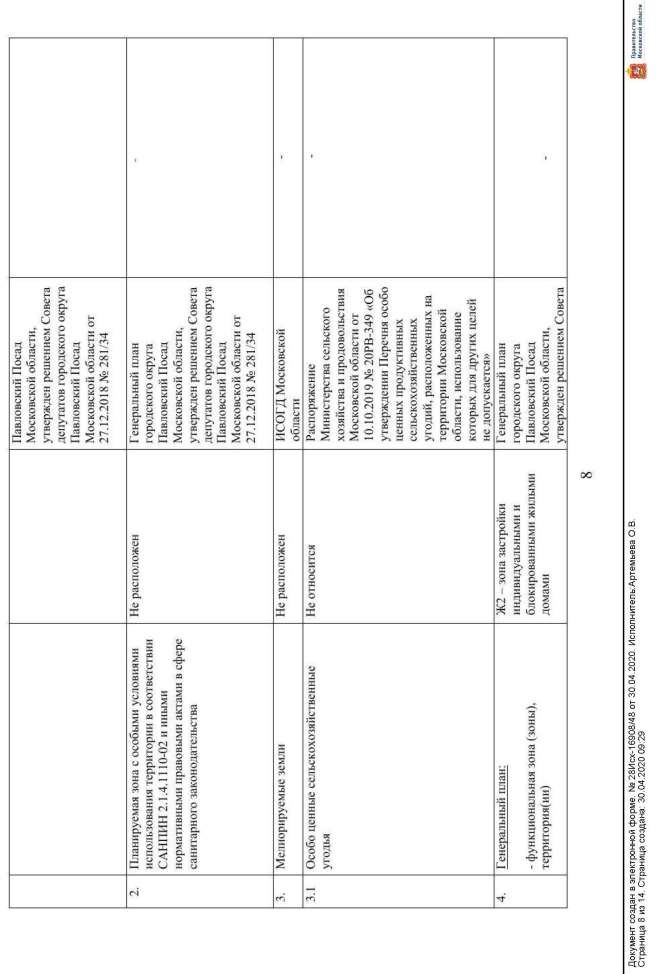 Павловский Посад
Московской области,
утвержден решением Совета
депутатов городского округа
Павловский Посад
Московской области от
27.12.2018 № 281/34
2.
Планируемая зона с особыми условиями
использования территории в соответствии
САНПИН 2.1.4.1110-02 и иными
нормативными правовыми актами в сфере
санитарного законодательства
Не расположен
Генеральный план
городского округа
Павловский Посад
Московской области,
утвержден решением Совета
депутатов городского округа
Павловский Посад
Московской области от
27.12.2018 № 281/34
-
3.
Мелиорируемые земли
Не расположен
ИСОГД Московской
области
-
3.1
Особо ценные сельскохозяйственные
угодья
Не относится
Распоряжение
Министерства сельского
хозяйства и продовольствия
Московской области от
10.10.2019 № 20РВ-349 «Об
утверждении Перечня особо
ценных продуктивных
сельскохозяйственных
угодий, расположенных на
территории Московской
области, использование
которых для других целей
не допускается»
-
4.
Генеральный план:
- функциональная зона (зоны),
территория(ии)
Ж2 – зона застройки
индивидуальными и
блокированными жилыми
домами
Генеральный план
городского округа
Павловский Посад
Московской области,
утвержден решением Совета
-
8
Документ создан в электронной форме. № 28Исх-16908/48 от 30.04.2020. Исполнитель:Артемьева О.В.
Страница 8 из 14. Страница создана: 30.04.2020 09:29
Правительство
Московской области